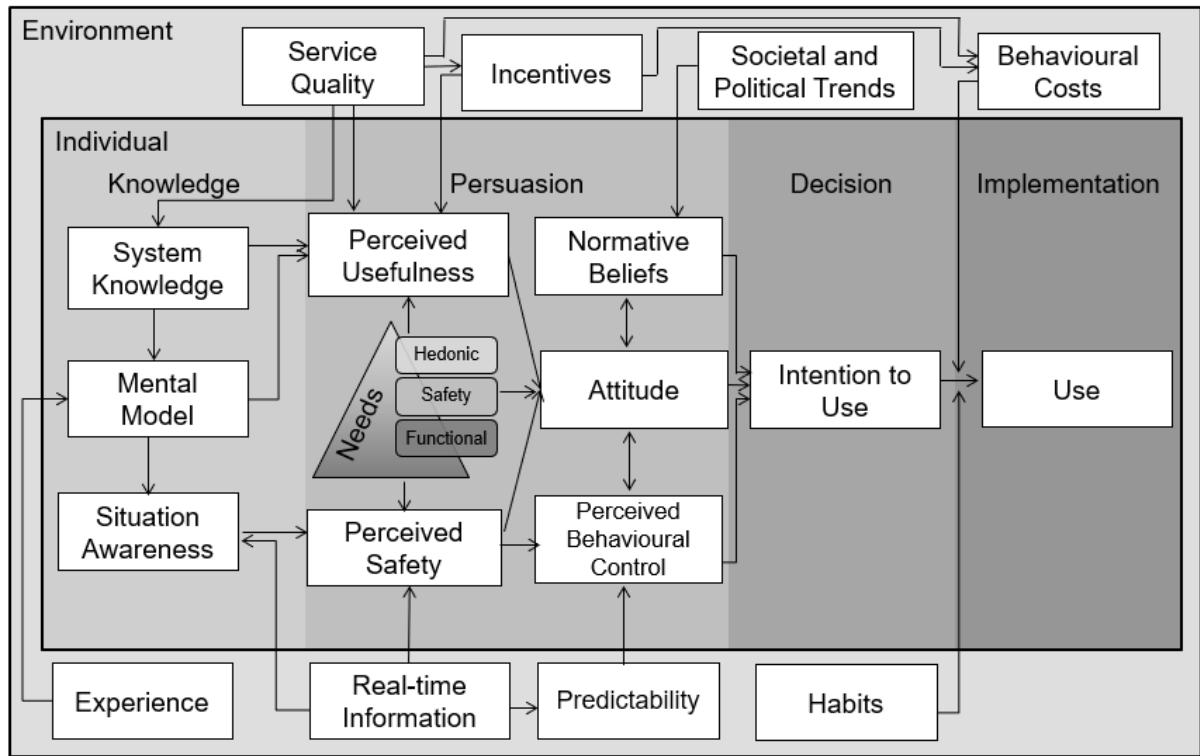 Environment
Service
Quality
Incentives
Societal and
Political Trends
Behavioural
Costs
Individual
Knowledge
Persuasion
Decision
Implementation
System
Knowledge
Perceived
Usefulness
Normative
Beliefs
Mental
Model
Needs
Hedonic
Safety
Functional
Attitude
Intention to
Use
Use
Situation
Awareness
Perceived
Safety
Perceived
Behavioural
Control
Experience
Real-time
Information
Predictability
Habits